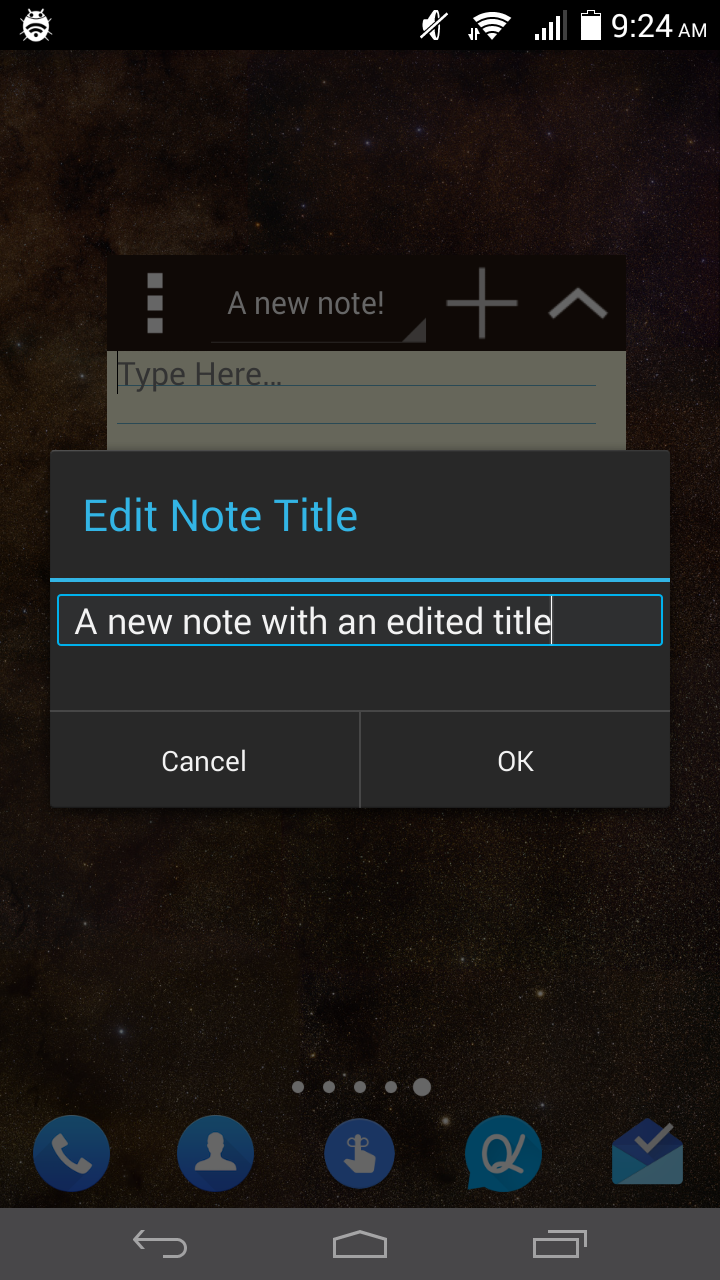 9:24 AM
A new note!
Type Here...
Edit Note Title
A new note with an edited title
Cancel
OK